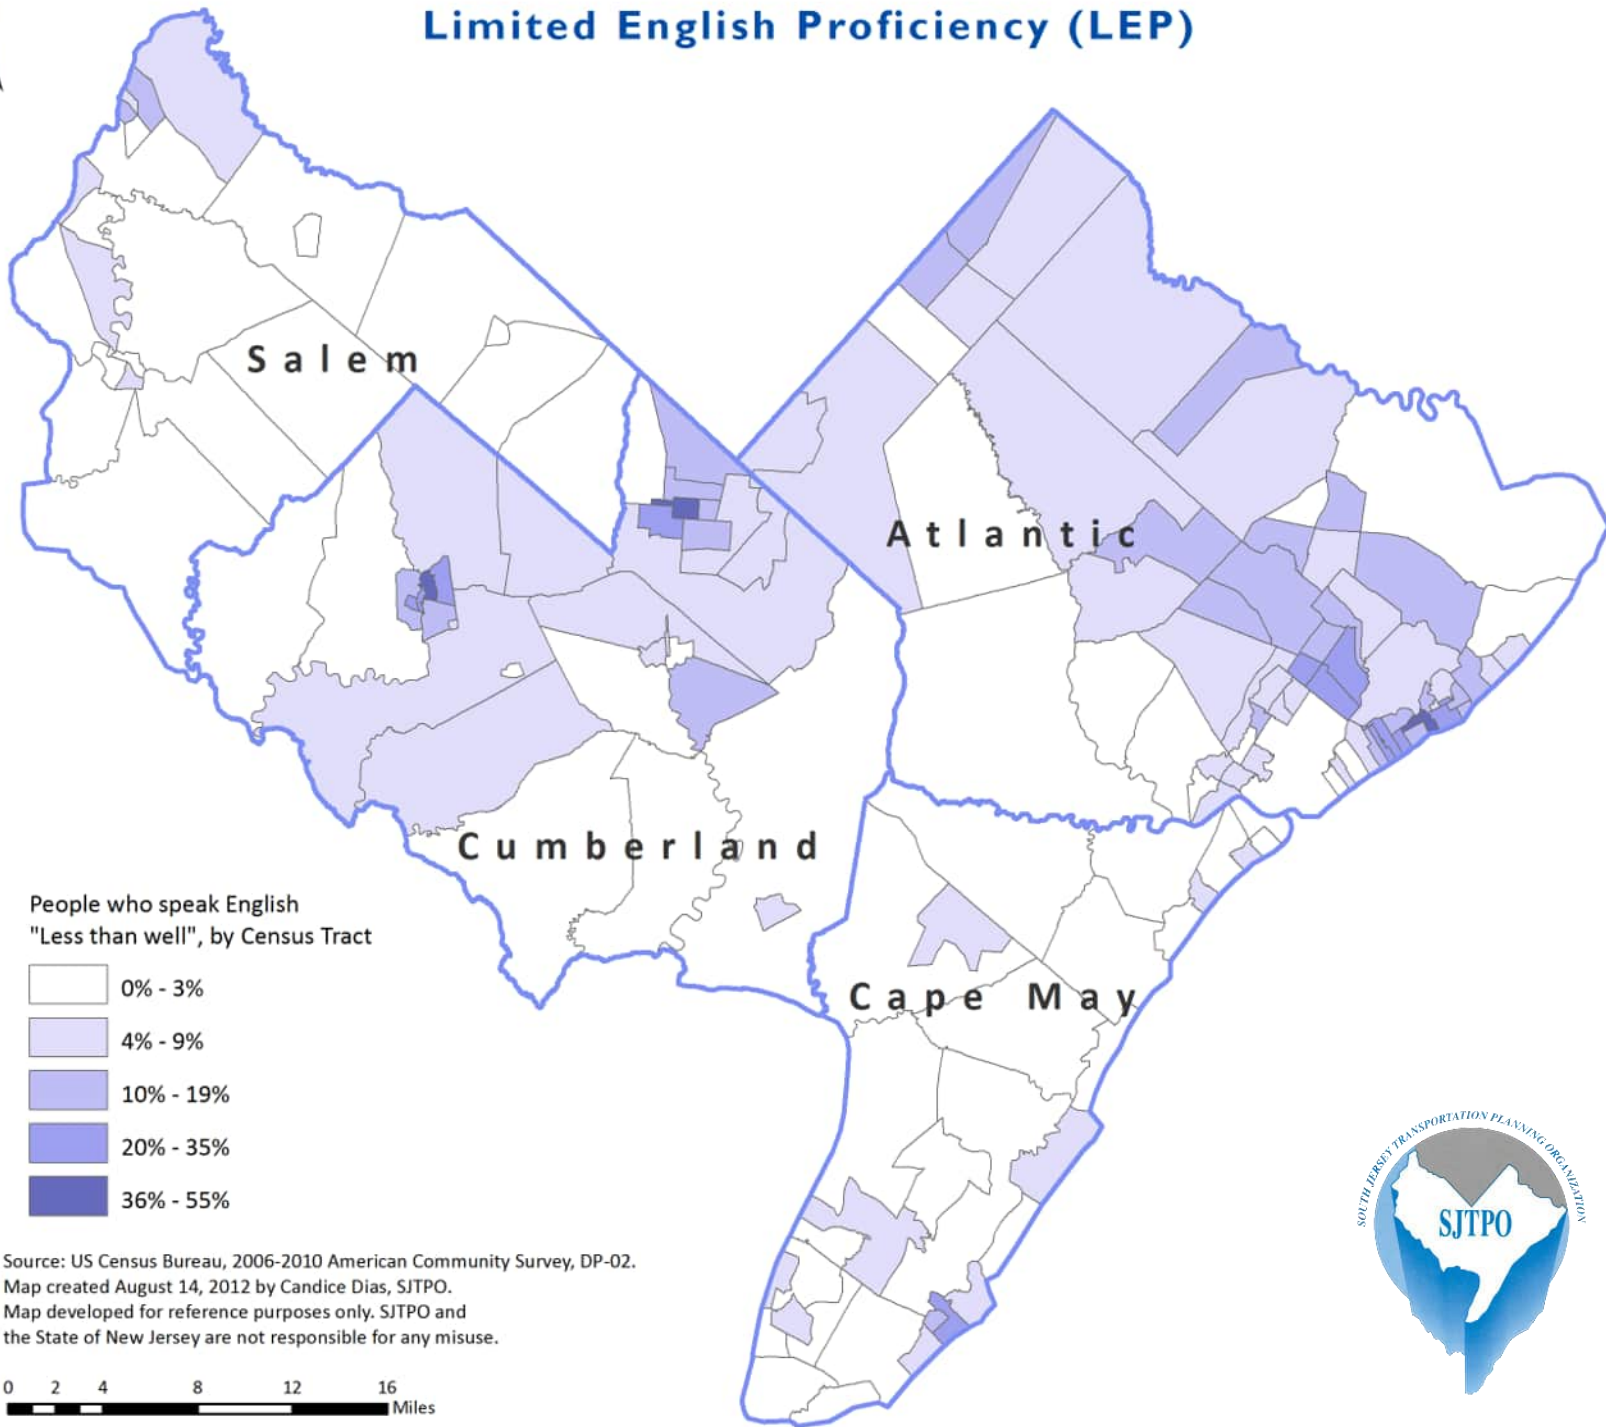 Limited English Proficiency (LEP)
Salem
Atlantic
Cumberland
Cape May
People who speak English
"Less than well", by Census Tract
0% - 3%
4% - 9%
10% - 19%
20% - 35%
36% - 55%
Source: US Census Bureau, 2006-2010 American Community Survey, DP-02.
Map created August 14, 2012 by Candice Dias, SJTPO.
Map developed for reference purposes only. SJTPO and
the State of New Jersey are not responsible for any misuse.
0 2 4 8 12 16
Miles
SOUTH JERSEY TRANSPORTATION PLANNING ORGANIZATION
SJTPO